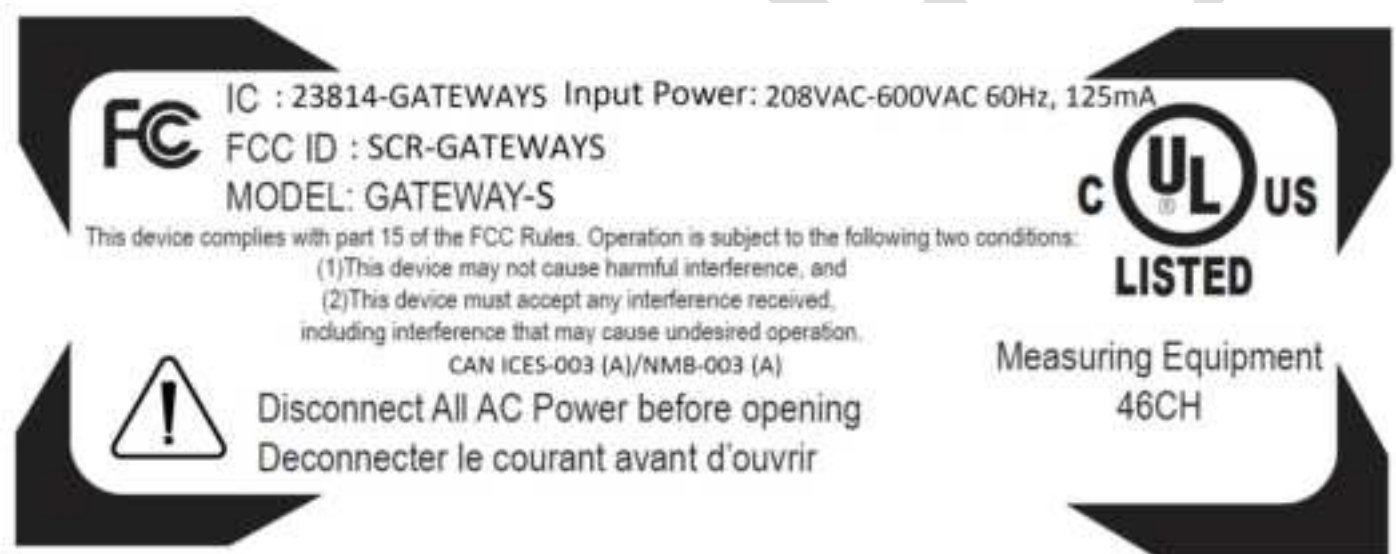 FC IC : 23814-GATEWAYS Input Power: 208VAC-600VAC 60Hz, 125mA
FCC ID : SCR-GATEWAYS
MODEL: GATEWAY-S
This device complies with part 15 of the FCC Rules. Operation is subject to the following two conditions:
(1)This device may not cause harmful interference, and
(2)This device must accept any interference received,
including interference that may cause undesired operation.
CAN ICES-003 (A)/NMB-003 (A)
Disconnect All AC Power before opening
Deconnecter le courant avant d'ouvrir
C UL ® US
LISTED
Measuring Equipment
46CH